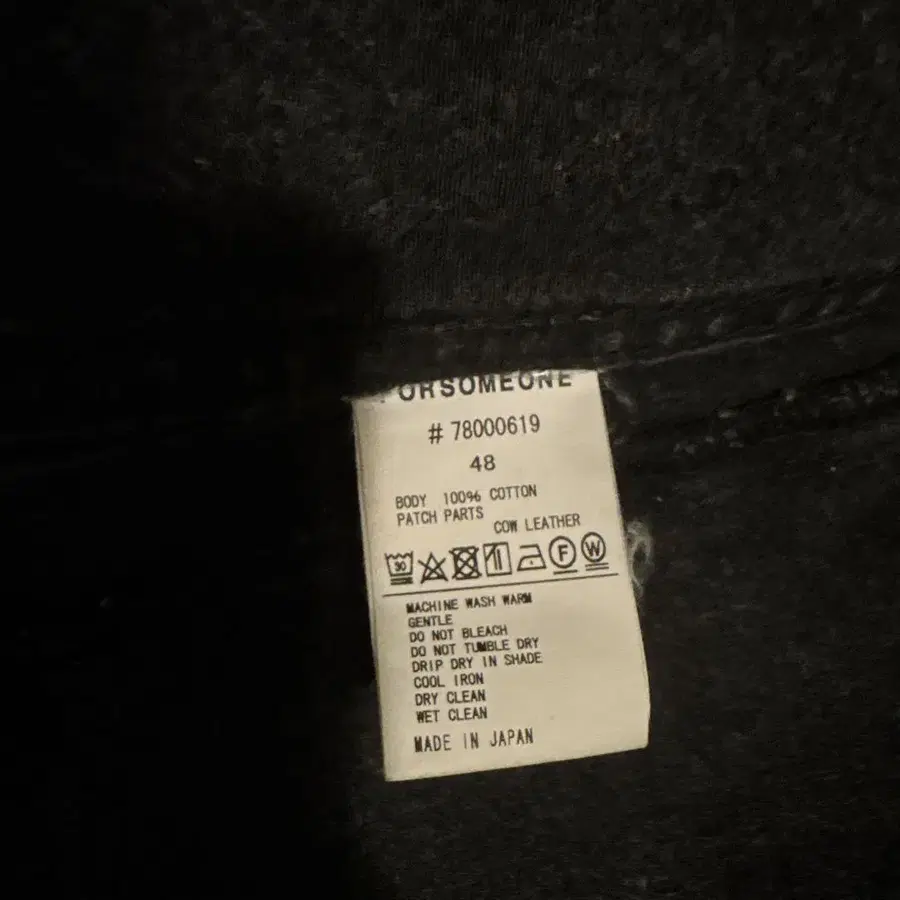 FORSOMEONE
# 78000619
48
BODY 100% COTTON
PATCH PARTS
COW LEATHER
30 F W
MACHINE WASH WARM
GENTLE
DO NOT BLEACH
DO NOT TUMBLE DRY
DRIP DRY IN SHADE
COOL IRON
DRY CLEAN
WET CLEAN
MADE IN JAPAN